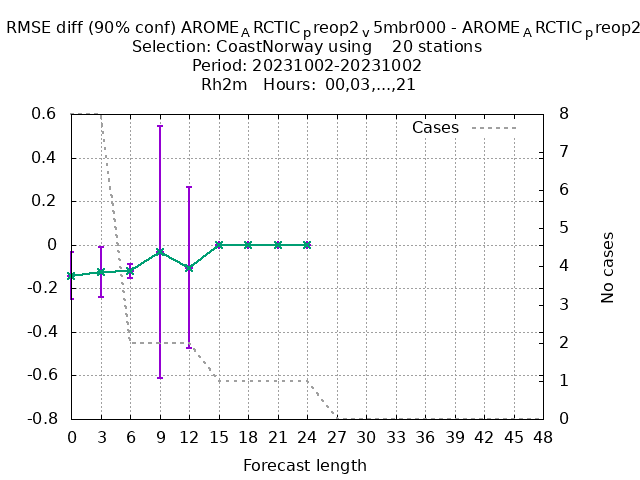 RMSE diff (90% conf) AROME_ARCTIC_preop2_v5mbr000 - AROME_ARCTIC_preop2
Selection: CoastNorway using    20 stations
Period: 20231002-20231002
Rh2m   Hours: 00,03,...,21
Cases
0.6
0.4
0.2
0
-0.2
-0.4
-0.6
-0.8
8
7
6
5
4
3
2
1
0
No cases
0 3 6 9 12 15 18 21 24 27 30 33 36 39 42 45 48
Forecast length